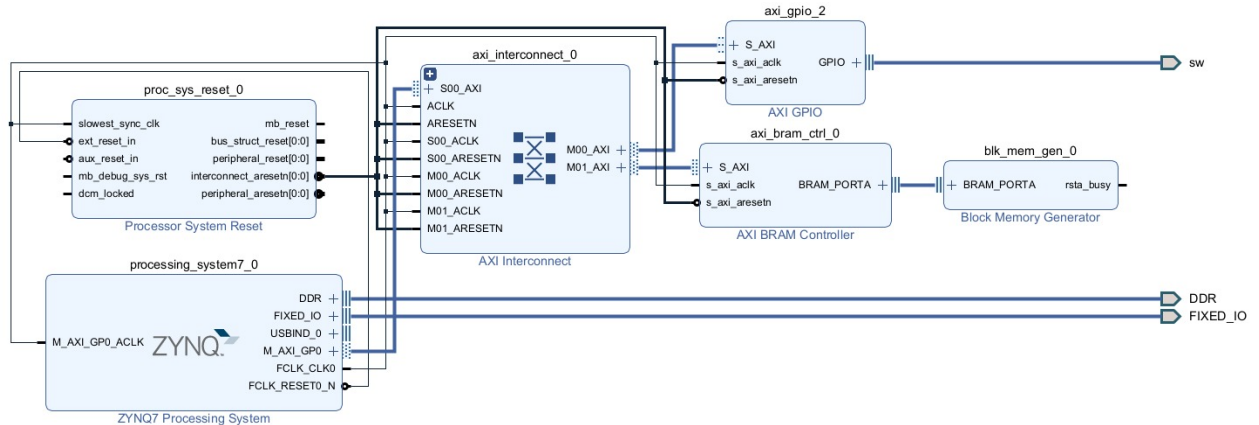 proc_sys_reset_0
slowest_sync_clk
ext_reset_in
aux_reset_in
mb_debug_sys_rst
dcm_locked
mb_reset
bus_struct_reset[0:0]
peripheral_reset[0:0]
interconnect_aresetn[0:0]
peripheral_aresetn[0:0]
Processor System Reset
processing_system7_0
M_AXI_GP0_ACLK
ZYNQ
DDR
FIXED_IO
USBIND_0
M_AXI_GP0
FCLK_CLK0
FCLK_RESET0_N
ZYNQ7 Processing System
axi_interconnect_0
S00_AXI
ACLK
ARESETN
S00_ACLK
S00_ARESETN
M00_ACLK
M00_ARESETN
M01_ACLK
M01_ARESETN
M00_AXI
M01_AXI
AXI Interconnect
axi_gpio_2
S_AXI
s_axi_aclk
s_axi_aresetn
GPIO
AXI GPIO
axi_bram_ctrl_0
S_AXI
s_axi_aclk
s_axi_aresetn
BRAM_PORTA
AXI BRAM Controller
blk_mem_gen_0
BRAM_PORTA
rsta_busy
Block Memory Generator
sw
DDR
FIXED_IO